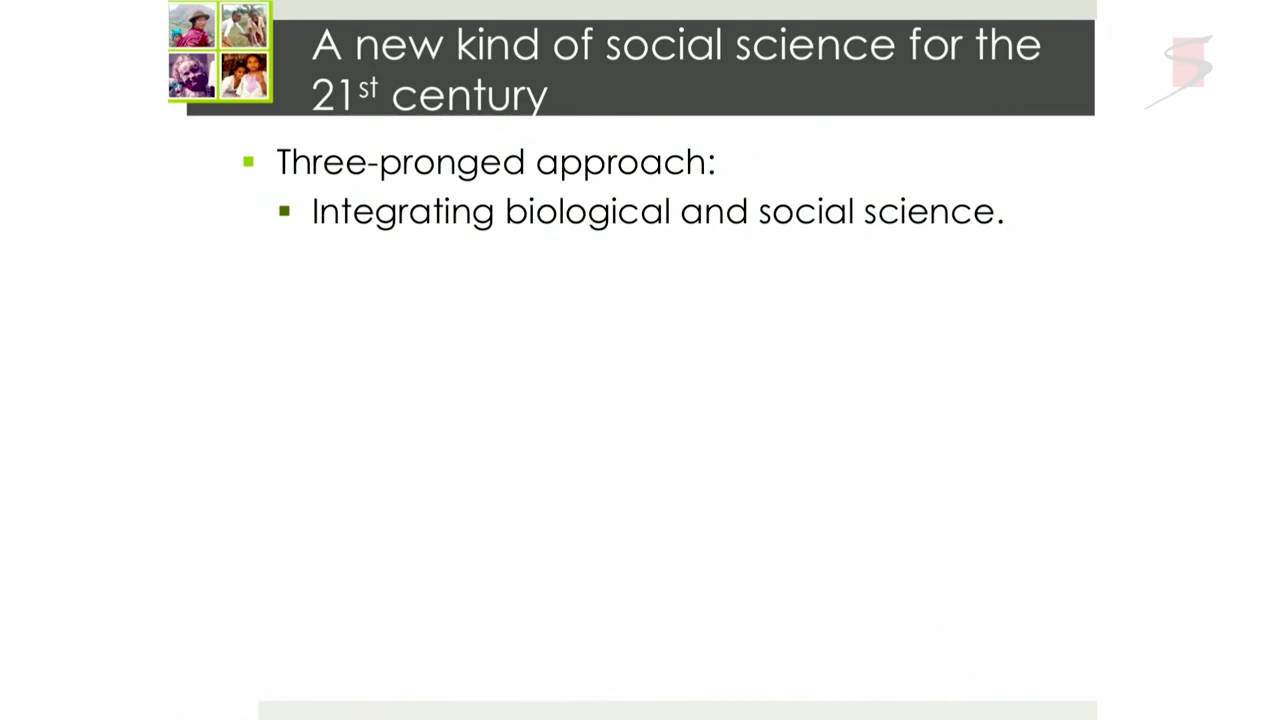 A new kind of social science for the
21st century
Three-pronged approach:
Integrating biological and social science.